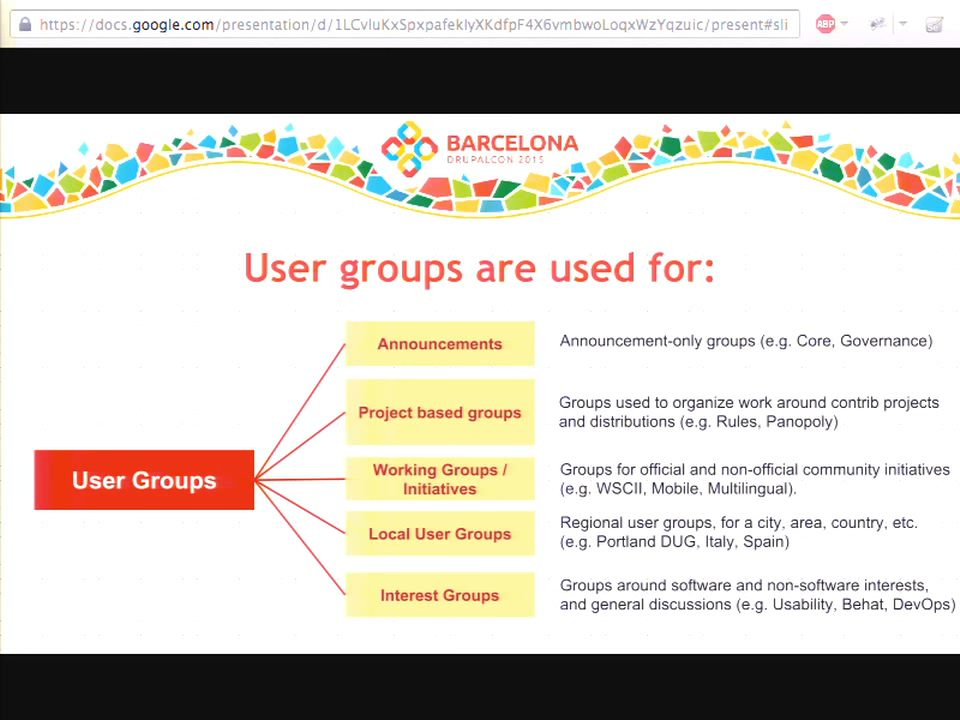 https://docs.google.com/presentation/d/1LCvluKxSpxpafeklyXKdfpF4X6vmbwoLoqxWzYqzuic/present#sli
ABP
BARCELONA
DRUPALCON 2015
User groups are used for:
Announcements
Announcement-only groups (e.g. Core, Governance)
Project based groups
Groups used to organize work around contrib projects
and distributions (e.g. Rules, Panopoly)
User Groups
Working Groups /
Initiatives
Groups for official and non-official community initiatives
(e.g. WSCII, Mobile, Multilingual).
Local User Groups
Regional user groups, for a city, area, country, etc.
(e.g. Portland DUG, Italy, Spain)
Interest Groups
Groups around software and non-software interests,
and general discussions (e.g. Usability, Behat, DevOps)